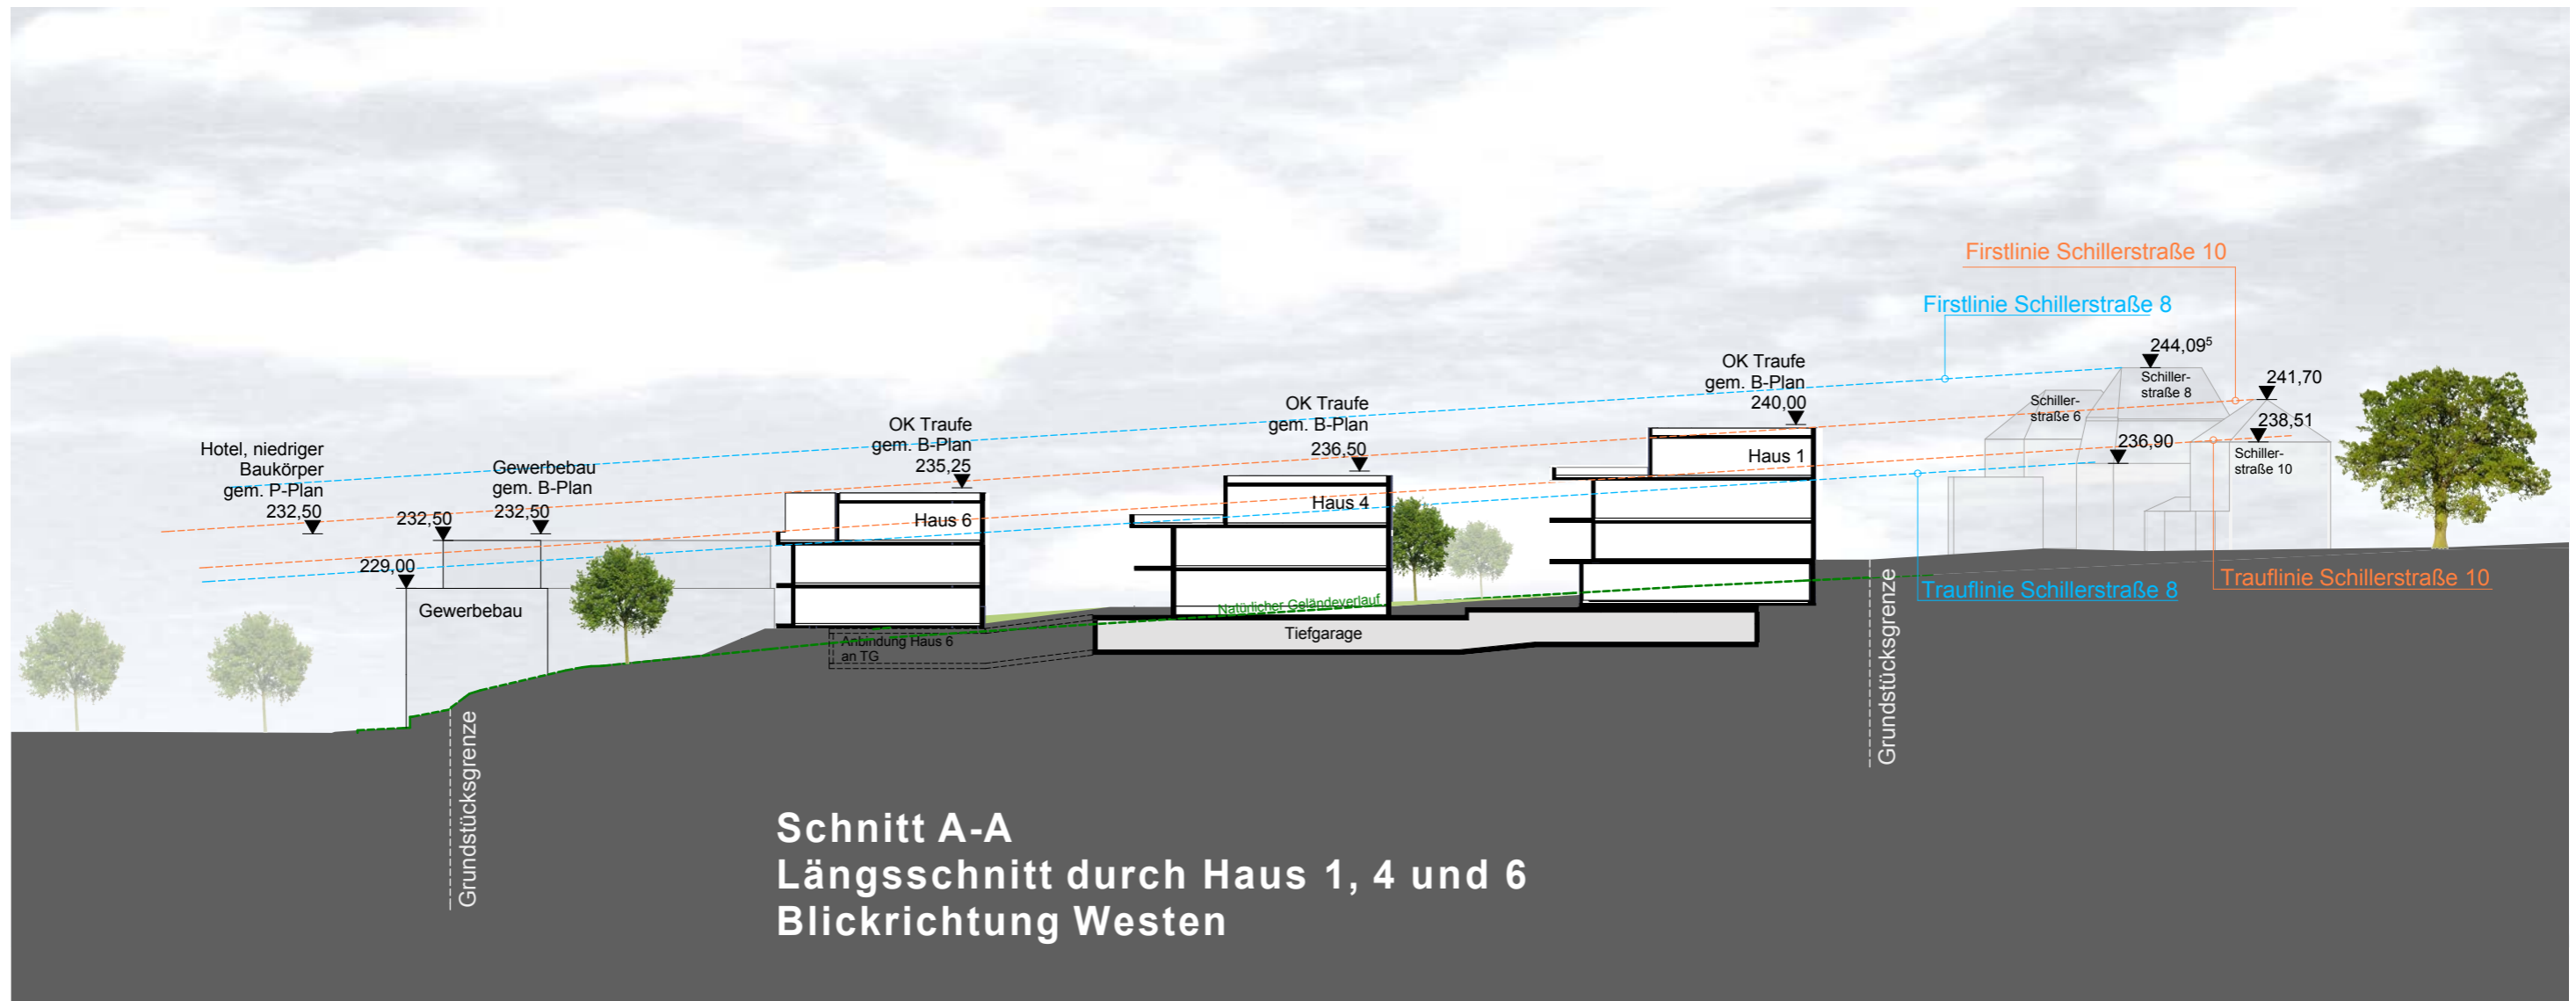 Firstlinie Schillerstraße 10
Firstlinie Schillerstraße 8
244,09⁵
Schiller-
straße 8
241,70
Schiller-
straße 6
238,51
236,90
Schiller-
straße 10
OK Traufe
gem. B-Plan
240,00
Haus 1
OK Traufe
gem. B-Plan
236,50
Haus 4
OK Traufe
gem. B-Plan
235,25
Haus 6
Hotel, niedriger
Baukörper
gem. P-Plan
232,50
Gewerbebau
gem. B-Plan
232,50
232,50
229,00
Gewerbebau
Natürlicher Geländeverlauf
Trauflinie Schillerstraße 8
Trauflinie Schillerstraße 10
Tiefgarage
Anbindung Haus 6
an TG
Grundstücksgrenze
Grundstücksgrenze
Schnitt A-A
Längsschnitt durch Haus 1, 4 und 6
Blickrichtung Westen